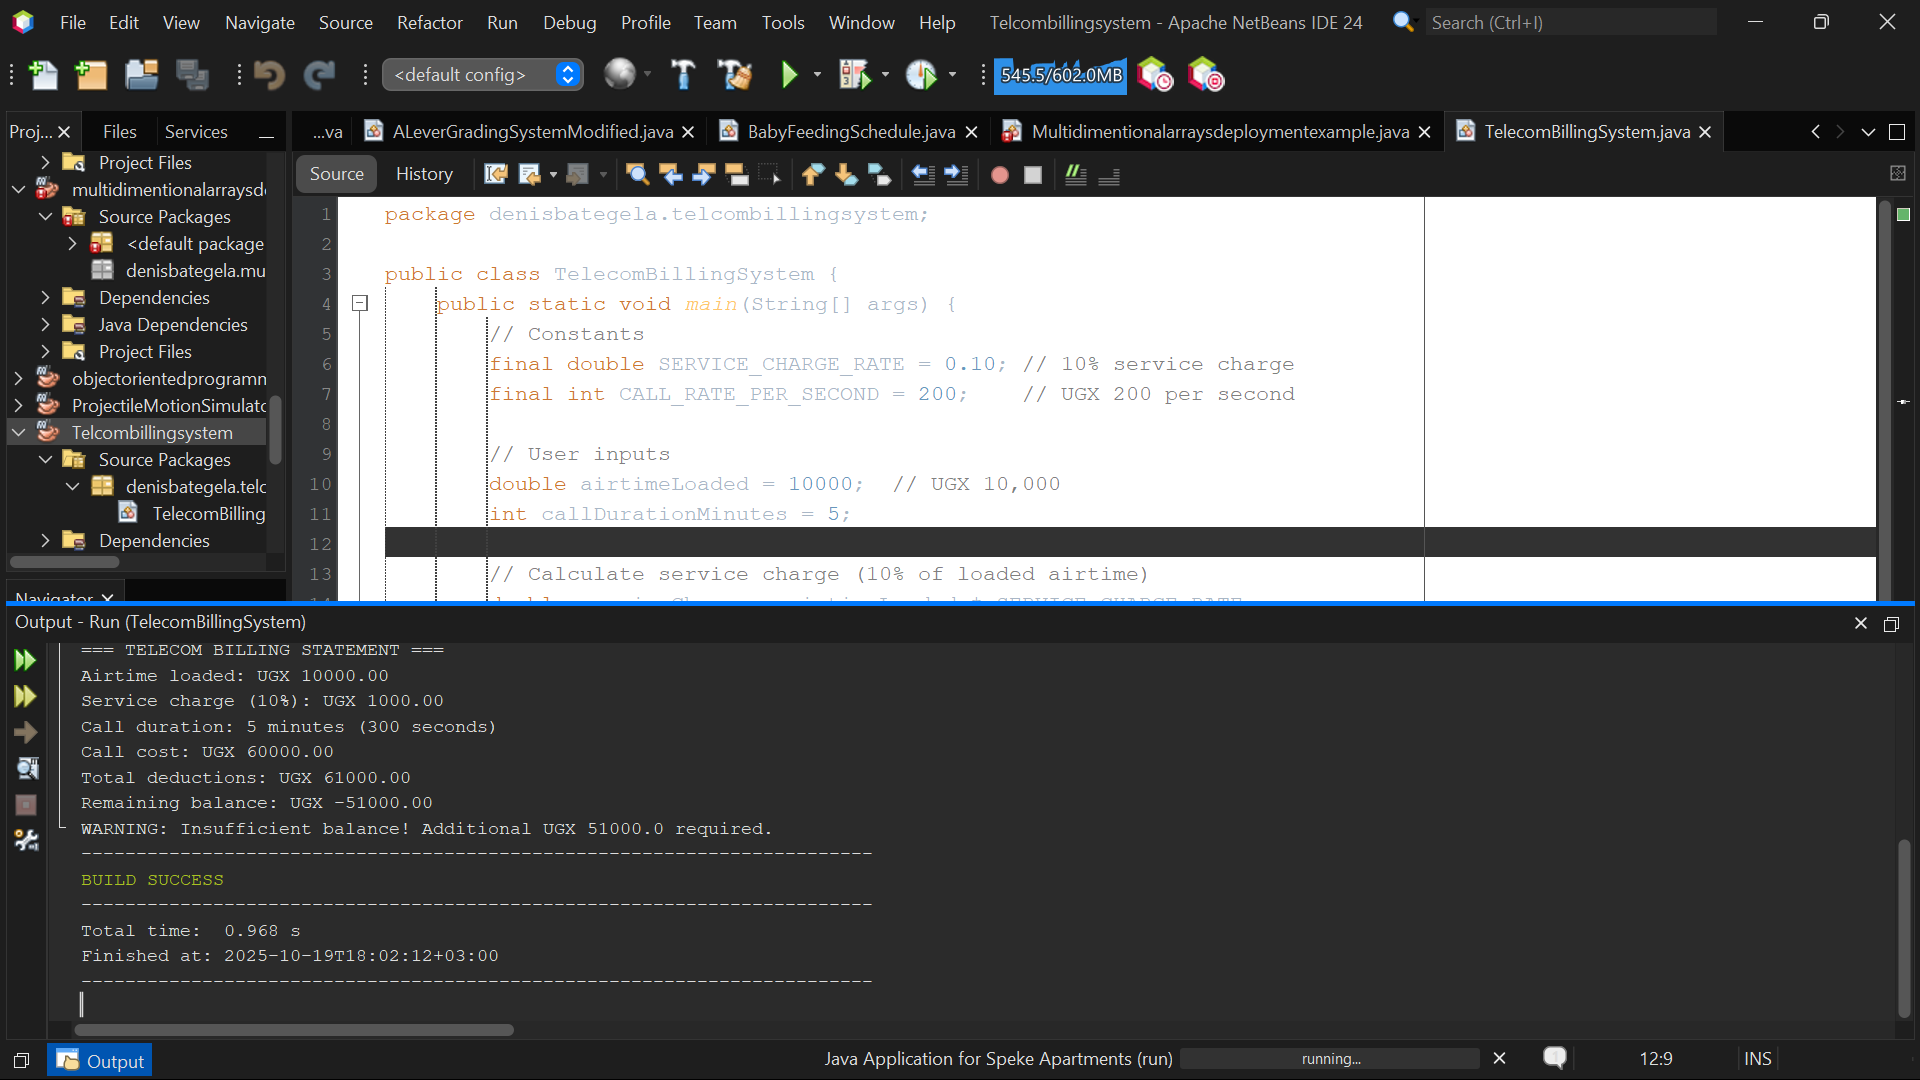 File Edit View Navigate Source Refactor Run Debug Profile Team Tools Window Help Telcombillingsystem - Apache NetBeans IDE 24 Search (Ctrl+I)
<default config> 545.5/602.0MB
Proj... Files Services
...va ALeverGradingSystemModified.java BabyFeedingSchedule.java Multidimentionalarraysdeploymentexample.java TelecomBillingSystem.java
Source History
Project Files
multidimentionalarraysd
Source Packages
<default package
denisbategela.mu
Dependencies
Java Dependencies
Project Files
objectorientedprogramn
ProjectileMotionSimulato
Telcombillingsystem
Source Packages
denisbategela.telc
TelecomBilling
Dependencies
Navigator
1 package denisbategela.telcombillingsystem;
2
3 public class TelecomBillingSystem {
4 public static void main(String[] args) {
5 // Constants
6 final double SERVICE_CHARGE_RATE = 0.10; // 10% service charge
7 final int CALL_RATE_PER_SECOND = 200; // UGX 200 per second
8
9 // User inputs
10 double airtimeLoaded = 10000; // UGX 10,000
11 int callDurationMinutes = 5;
12
13 // Calculate service charge (10% of loaded airtime)
Output - Run (TelecomBillingSystem)
=== TELECOM BILLING STATEMENT ===
Airtime loaded: UGX 10000.00
Service charge (10%): UGX 1000.00
Call duration: 5 minutes (300 seconds)
Call cost: UGX 60000.00
Total deductions: UGX 61000.00
Remaining balance: UGX -51000.00
WARNING: Insufficient balance! Additional UGX 51000.0 required.
------------------------------------------------------------------------
BUILD SUCCESS
------------------------------------------------------------------------
Total time: 0.968 s
Finished at: 2025-10-19T18:02:12+03:00
------------------------------------------------------------------------
Output
Java Application for Speke Apartments (run) running... 12:9 INS